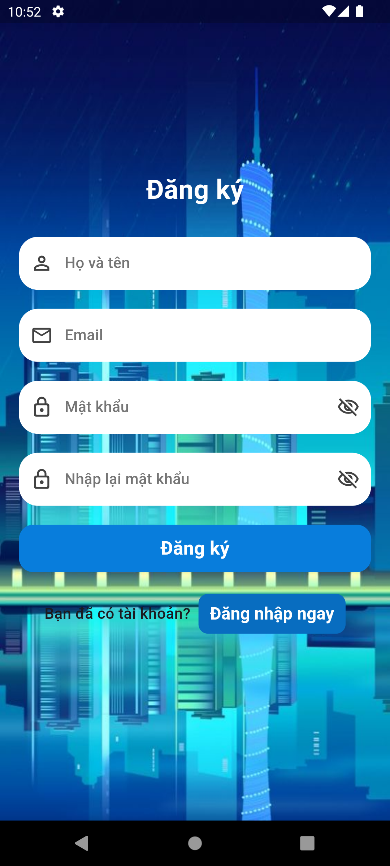 10:52
Đăng ký
Họ và tên
Email
Mật khẩu
Nhập lại mật khẩu
Đăng ký
Bạn đã có tài khoản? Đăng nhập ngay